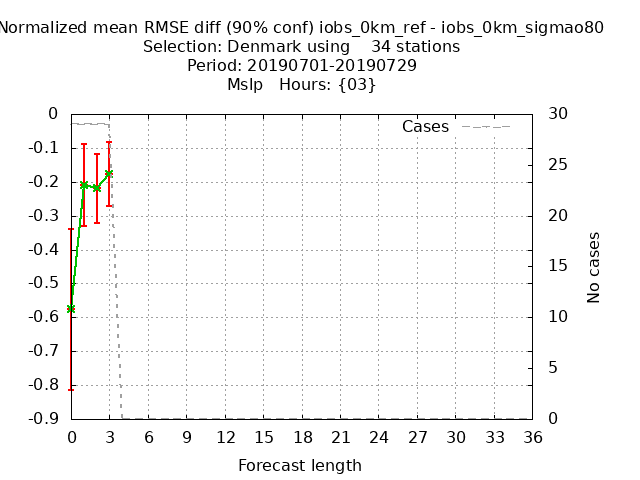 Normalized mean RMSE diff (90% conf) iobs_0km_ref - iobs_0km_sigmao80
Selection: Denmark using    34 stations
Period: 20190701-20190729
Mslp   Hours: {03}
Cases
0
-0.1
-0.2
-0.3
-0.4
-0.5
-0.6
-0.7
-0.8
-0.9
30
25
20
15
10
5
0
No cases
0 3 6 9 12 15 18 21 24 27 30 33 36
Forecast length